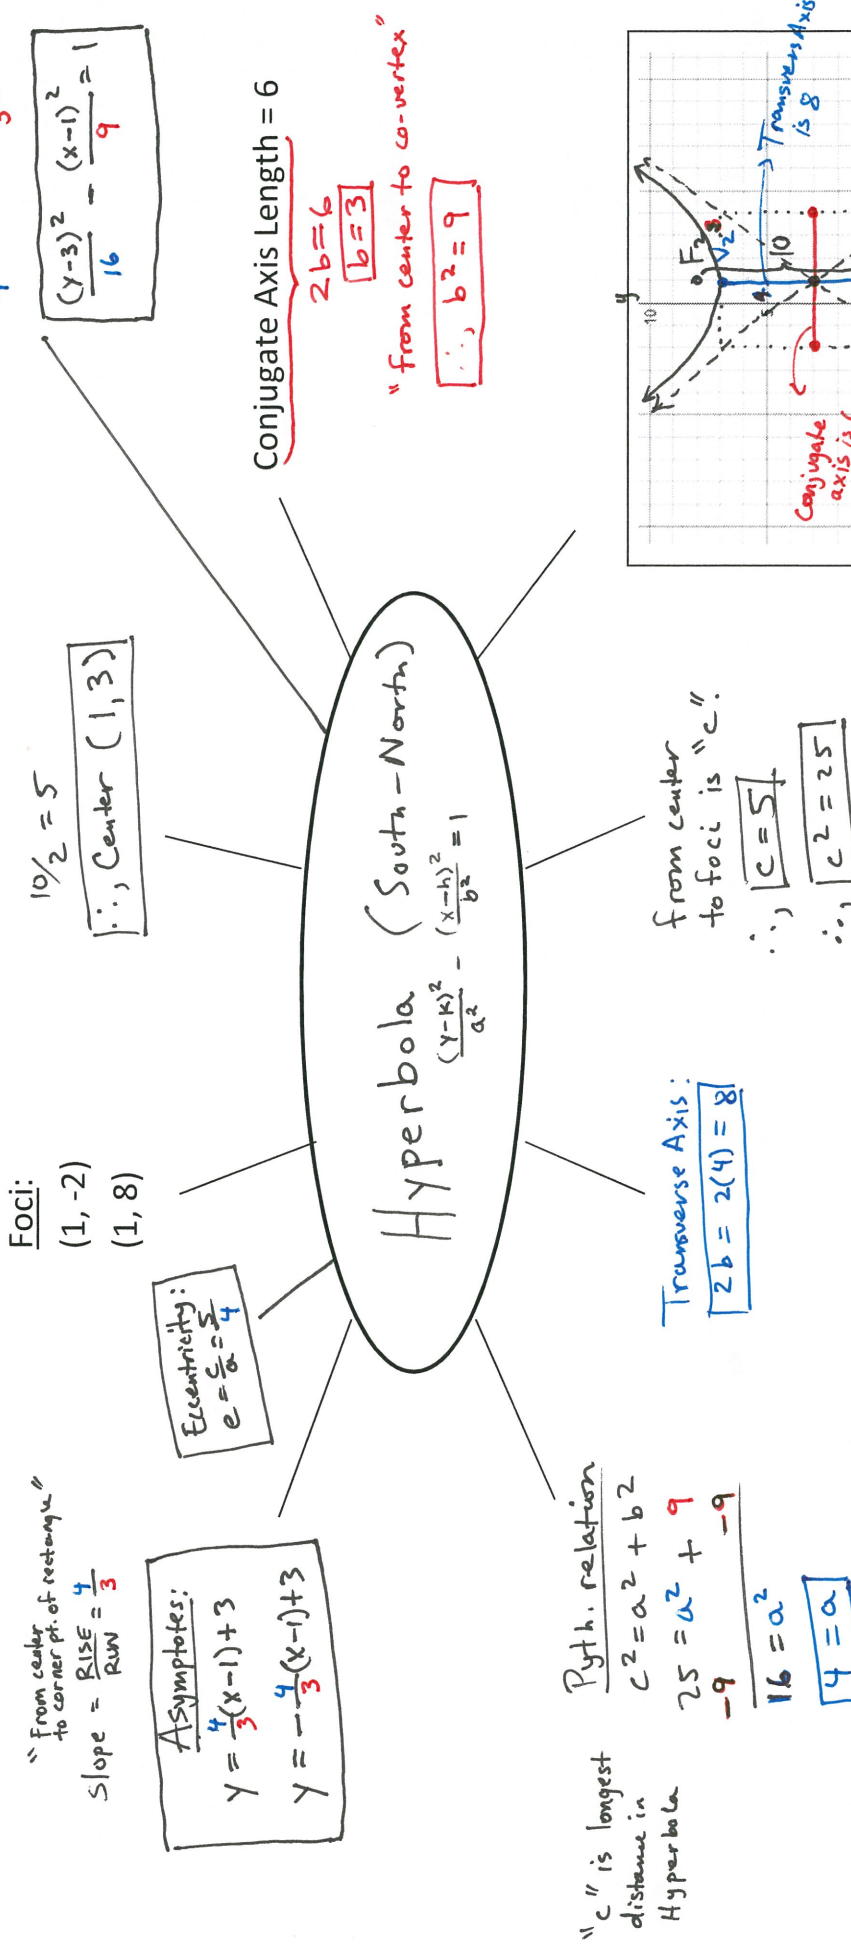 "From center
to corner pt. of rectangle"
Slope = RISE/RUN = 4/3
Asymptotes:
y = 4/3(x-1)+3
y = -4/3(x-1)+3
Eccentricity:
e = c/a = 5/4
Foci:
(1, -2)
(1, 8)
10/2 = 5
∴, Center (1, 3)
(y-3)²/16 - (x-1)²/9 = 1
Conjugate Axis Length = 6
2b=6
b=3
"from center to co-vertex"
∴, b² = 9
Hyperbola (South-North)
(y-k)²/a² - (x-h)²/b² = 1
"c" is longest
distance in
Hyperbola
Pyth. relation
c² = a² + b²
25 = a² + 9
-9 -9
16 = a²
4 = a
Transverse Axis:
2b = 2(4) = 8
from center
to foci is "c".
∴, c = 5
∴, c² = 25
y
10
F2
V2
3
4
5
10
Transvers Axis
is 8
Conjugate
axis is